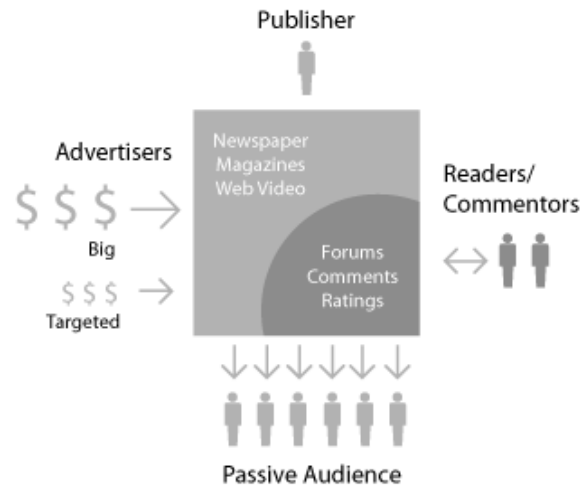 Publisher
Newspaper
Magazines
Web Video
Advertisers
$ $ $
Big
$ $ $
Targeted
Readers/
Commentors
Forums
Comments
Ratings
Passive Audience